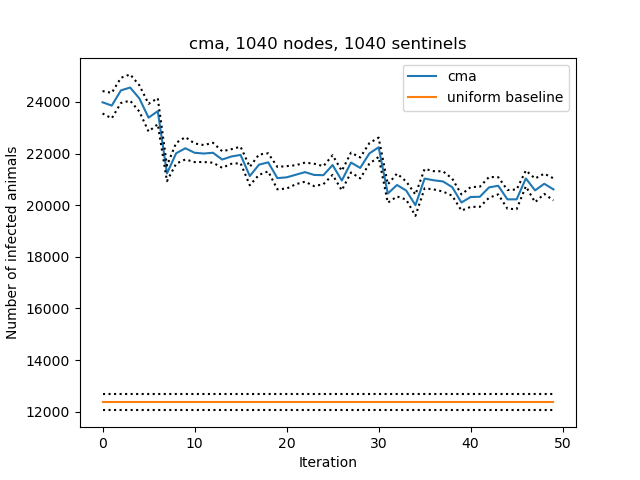 cma, 1040 nodes, 1040 sentinels
cma
uniform baseline
24000
22000
20000
18000
16000
14000
12000
Number of infected animals
0 10 20 30 40 50
Iteration